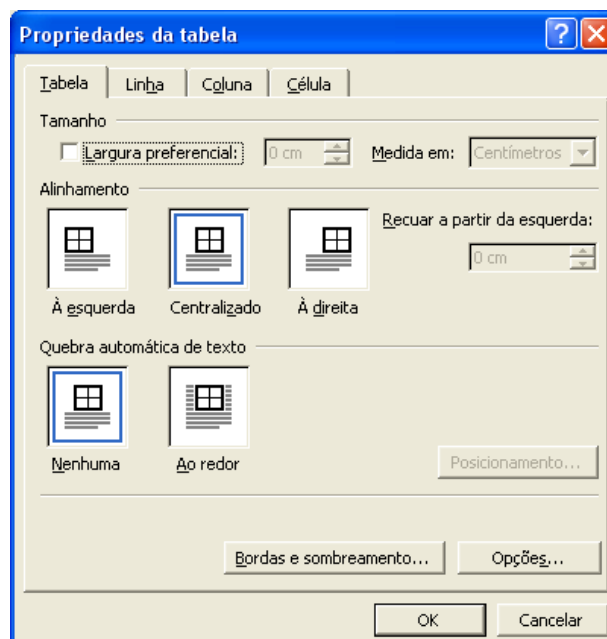 Propriedades da tabela
Tabela Linha Coluna Célula
Tamanho
Largura preferencial: 0 cm Medida em: Centímetros
Alinhamento
Recuar a partir da esquerda:
0 cm
À esquerda Centralizado À direita
Quebra automática de texto
Nenhuma Ao redor Posicionamento...
Bordas e sombreamento... Opções...
OK Cancelar